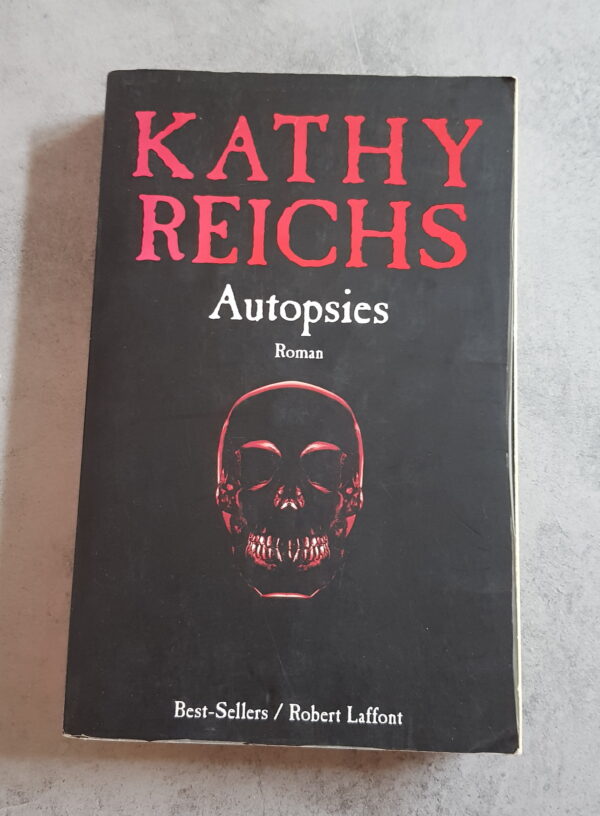 KATHY
REICHS
Autopsies
Roman
Best-Sellers / Robert Laffont